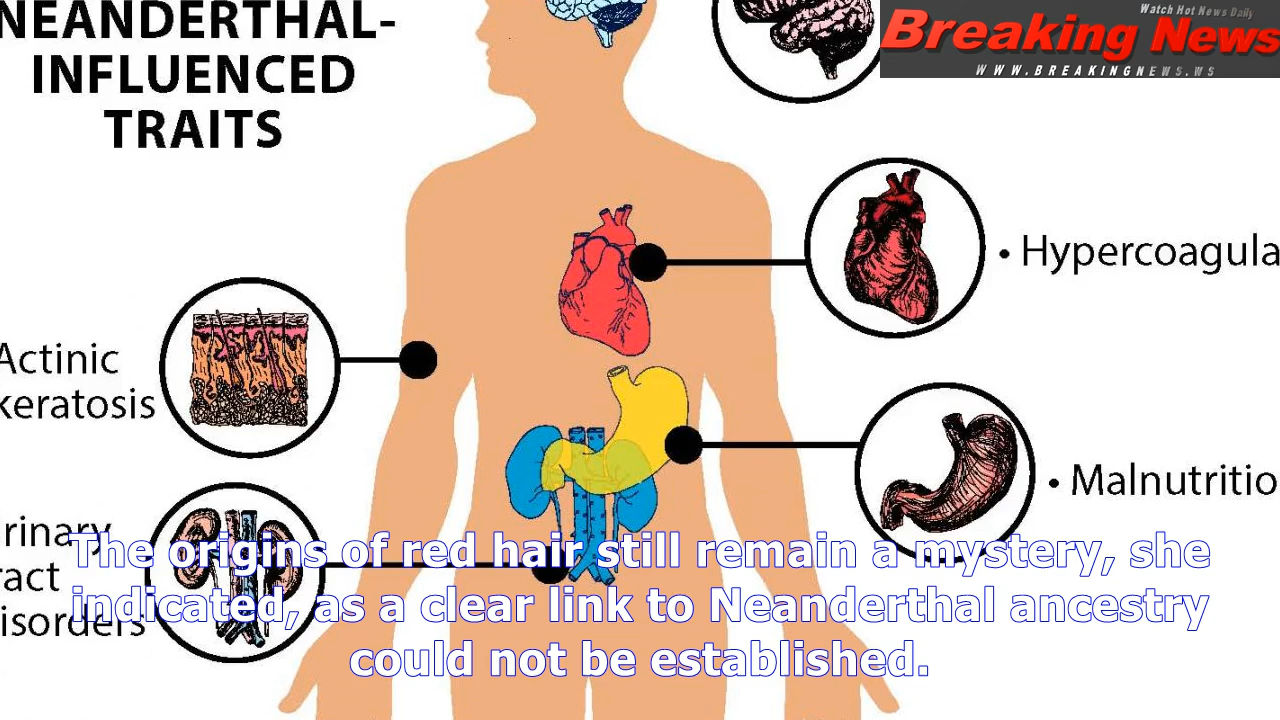 NEANDERTHAL-
INFLUENCED
TRAITS
Watch Hot News Daily
Breaking News
WWW.BREAKINGNEWS.WS
• Hypercoagula
Actinic
keratosis
• Malnutritio
rinary
ract
isorders
The origins of red hair still remain a mystery, she
indicated, as a clear link to Neanderthal ancestry
could not be established.